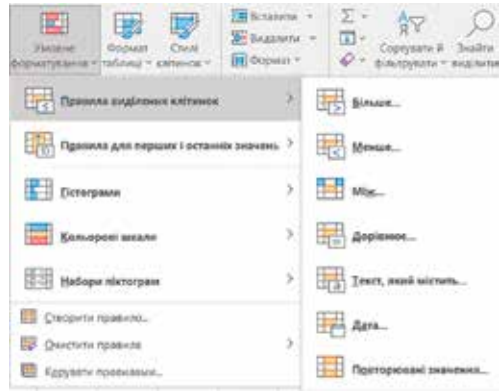 Умовне форматування
Формат таблиці
Стилі клітинок
Вставити
Видалити
Формат
Сортувати й фільтрувати
Знайти й виділити
Правила виділення клітинок
Правила для перших і останніх значень
Гістограми
Кольорові шкали
Набори піктограм
Створити правило...
Очистити правила
Керувати правилами...
Більше...
Менше...
Між...
Дорівнює...
Текст, який містить...
Дата...
Повторювані значення...